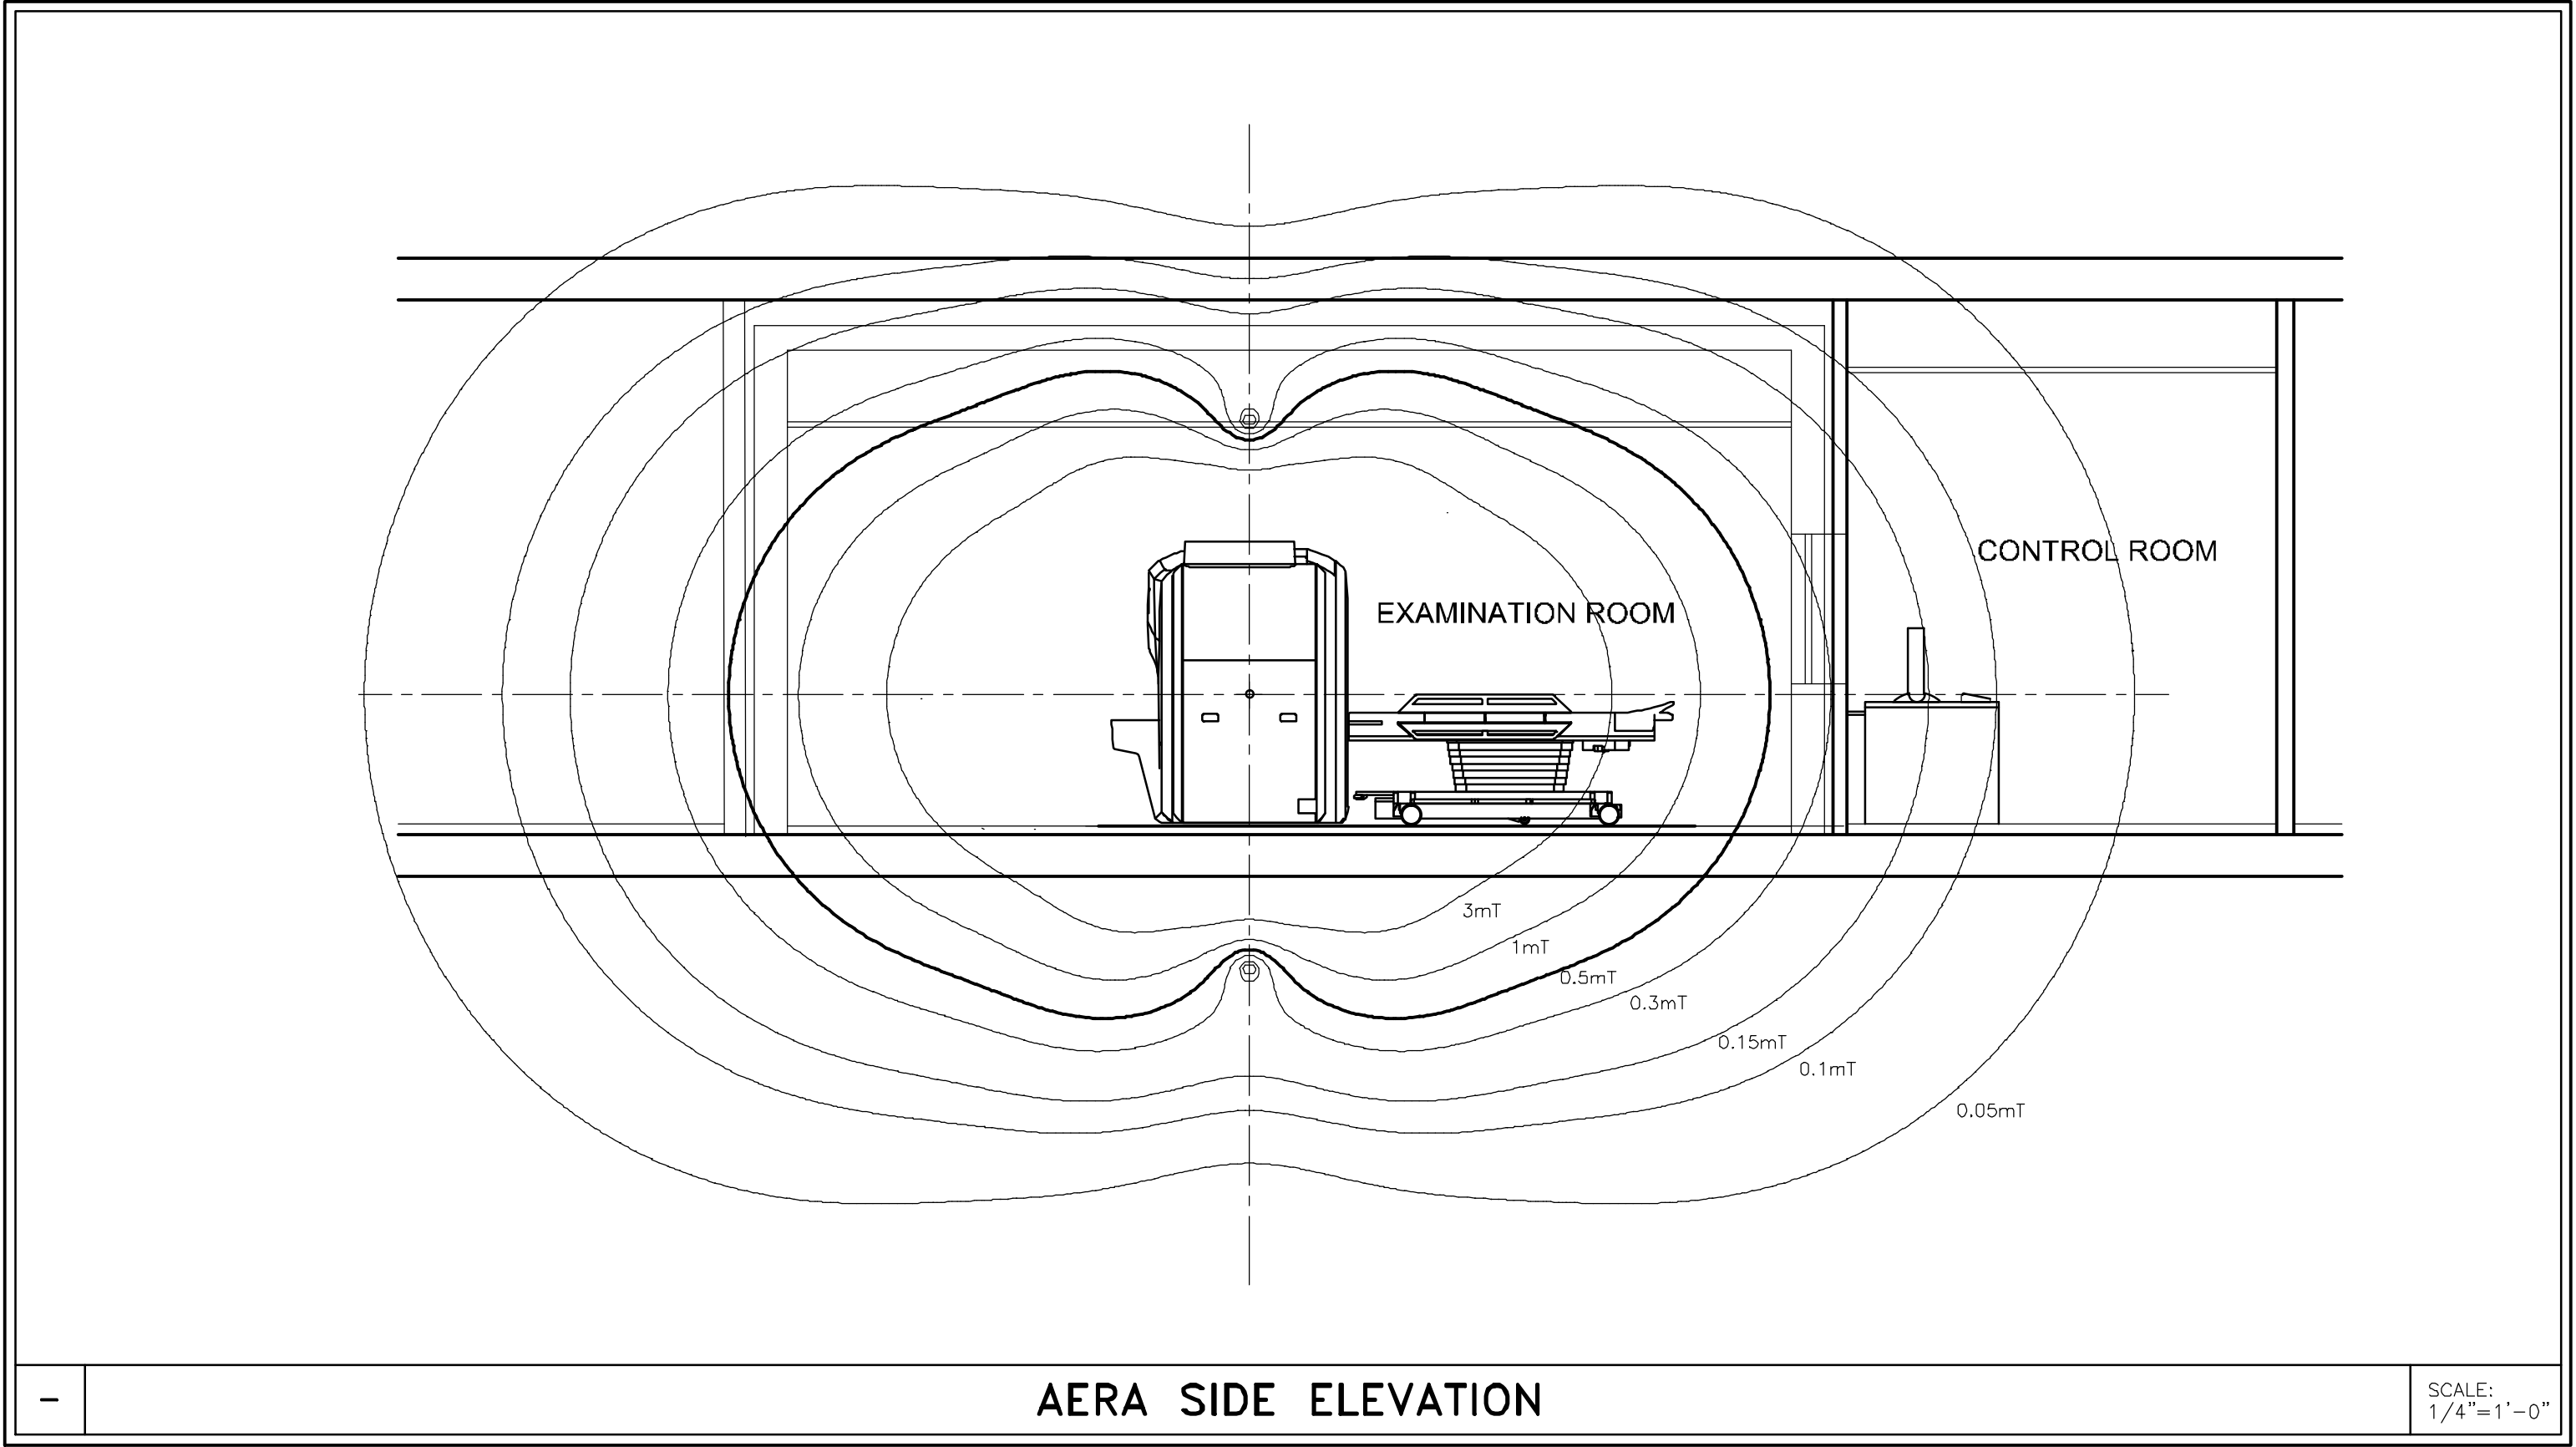 CONTROL ROOM
EXAMINATION ROOM
3mT
1mT
0.5mT
0.3mT
0.15mT
0.1mT
0.05mT
–
AERA SIDE ELEVATION
SCALE:
1/4"=1'-0"